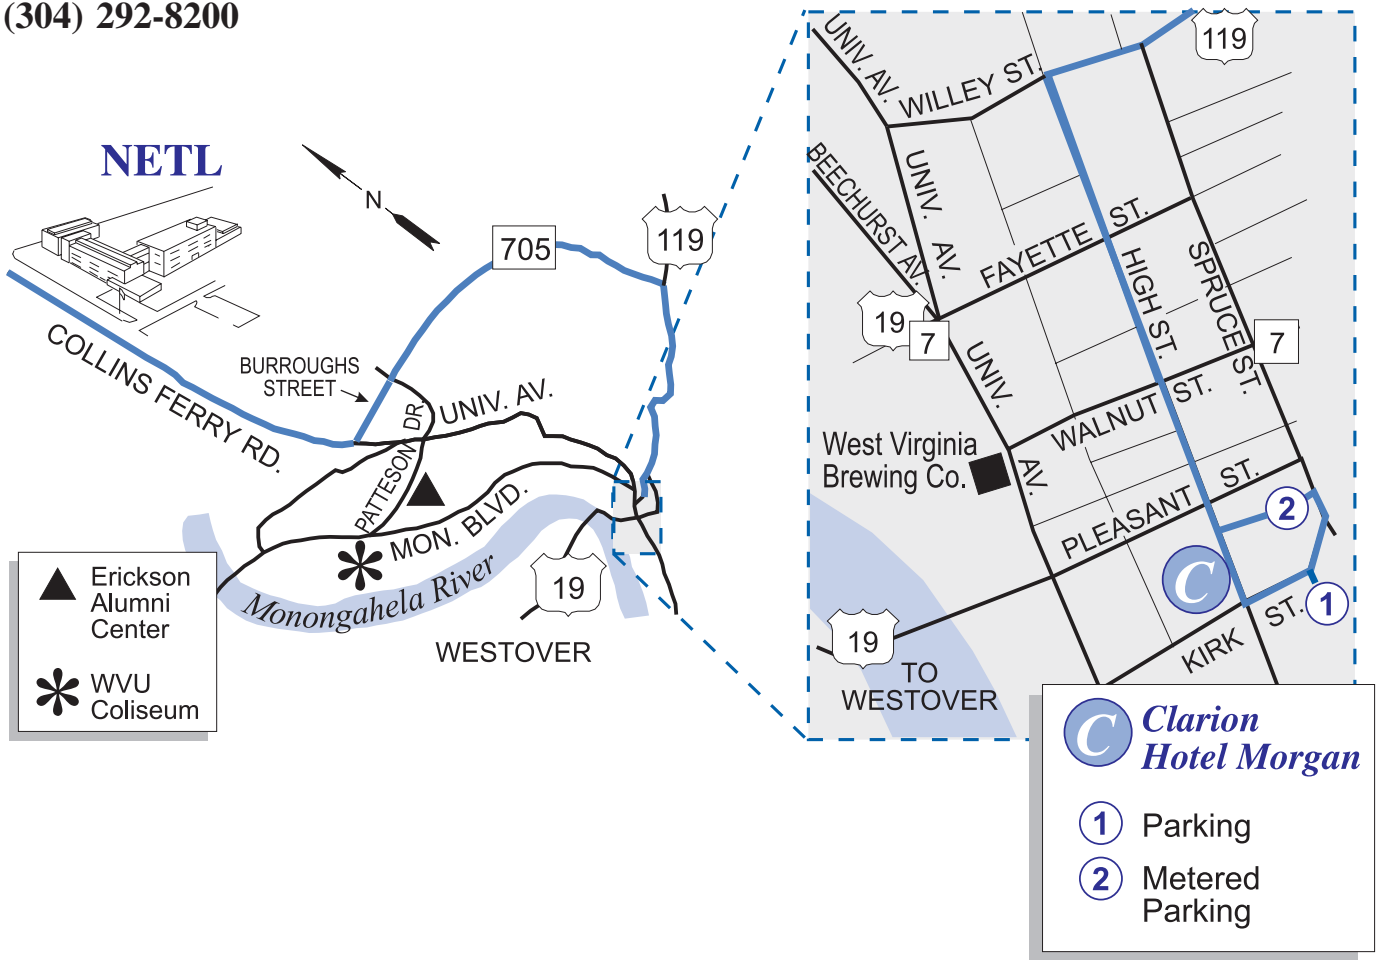 (304) 292-8200
NETL
N
705
119
COLLINS FERRY RD.
BURROUGHS
STREET
PATTESON DR.
UNIV. AV.
MON. BLVD.
Monongahela River
19
WESTOVER
Erickson
Alumni
Center
WVU
Coliseum
119
UNIV. AV.
WILLEY ST.
BEECHURST AV.
UNIV. AV.
FAYETTE ST.
HIGH ST.
SPRUCE ST.
19
7
7
UNIV. AV.
WALNUT ST.
West Virginia
Brewing Co.
PLEASANT ST.
2
C
1
KIRK ST.
19
TO
WESTOVER
C
Clarion
Hotel Morgan
1 Parking
2 Metered
Parking
N